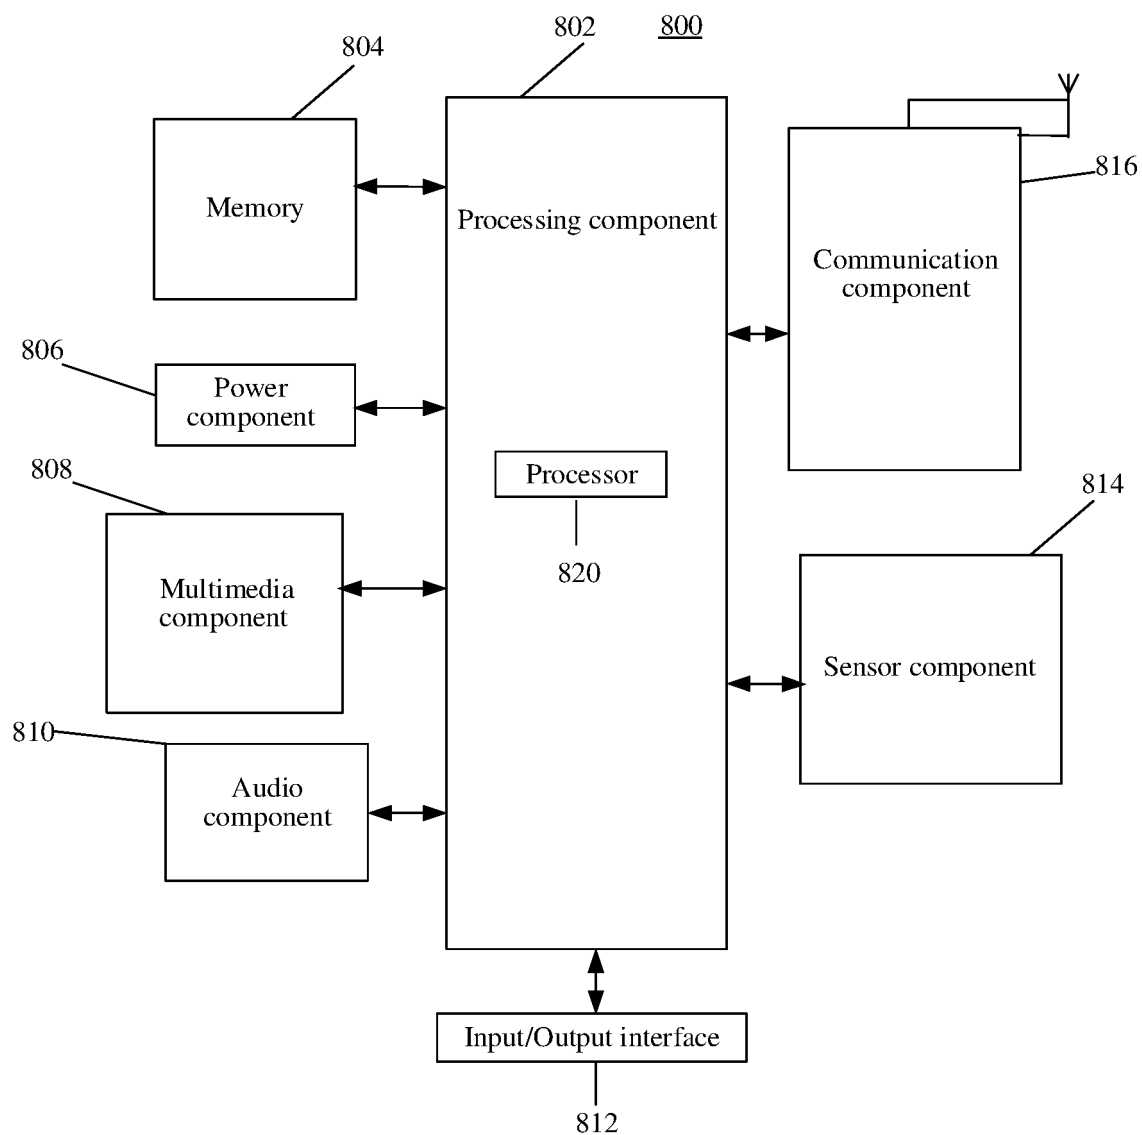 800
802
804
Memory
Processing component
816
Communication
component
806
Power
component
808
Processor
820
814
Multimedia
component
Sensor component
810
Audio
component
Input/Output interface
812